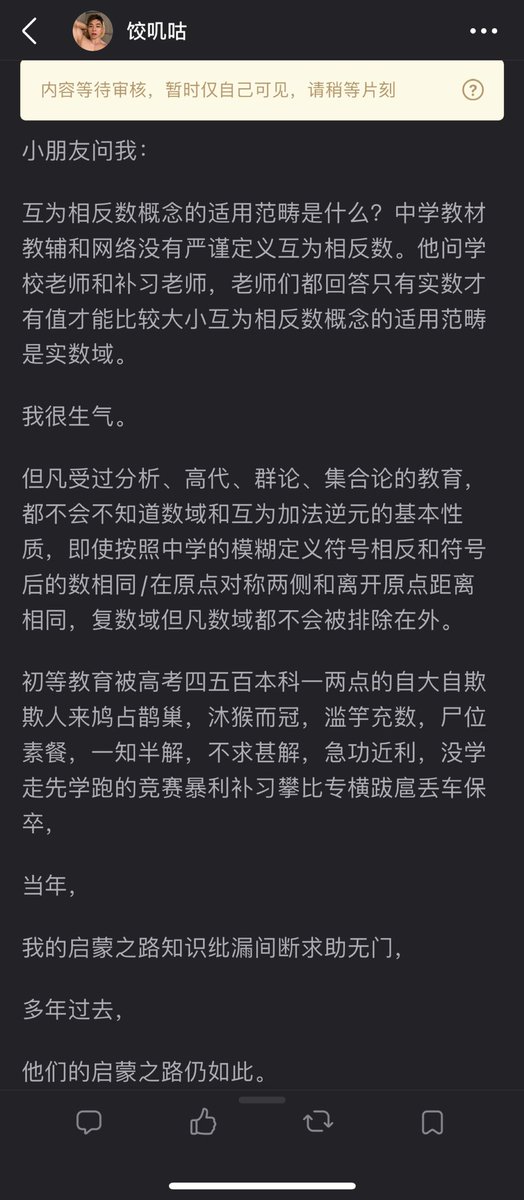 饺叽咕
内容等待审核，暂时仅自己可见，请稍等片刻
小朋友问我：
互为相反数概念的适用范畴是什么？中学教材
教辅和网络没有严谨定义互为相反数。他问学
校老师和补习老师，老师们都回答只有实数才
有值才能比较大小互为相反数概念的适用范畴
是实数域。
我很生气。
但凡受过分析、高代、群论、集合论的教育，
都不会不知道数域和互为加法逆元的基本性
质，即使按照中学的模糊定义符号相反和符号
后的数相同/在原点对称两侧和离开原点距离
相同，复数域但凡数域都不会被排除在外。
初等教育被高考四五百本科一两点的自大自欺
欺人来鸠占鹊巢，沐猴而冠，滥竽充数，尸位
素餐，一知半解，不求甚解，急功近利，没学
走先学跑的竞赛暴利补习攀比专横跋扈丢车保
卒，
当年，
我的启蒙之路知识纰漏间断求助无门，
多年过去，
他们的启蒙之路仍如此。